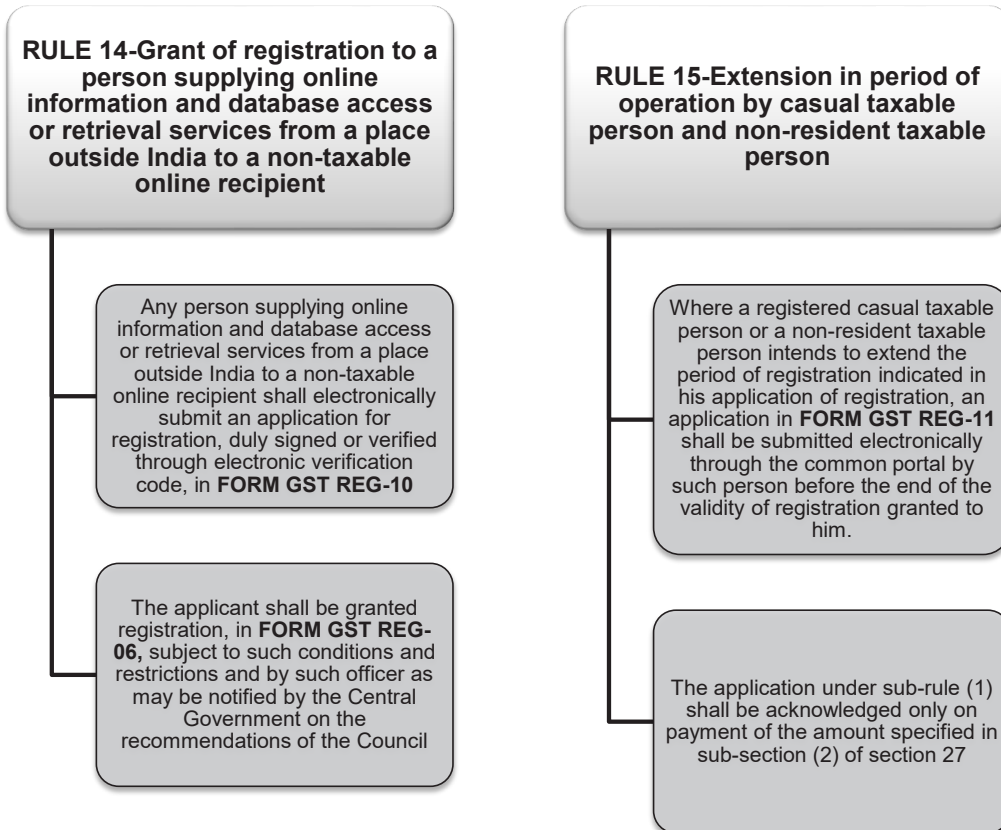 RULE 14-Grant of registration to a
person supplying online
information and database access
or retrieval services from a place
outside India to a non-taxable
online recipient
Any person supplying online
information and database access
or retrieval services from a place
outside India to a non-taxable
online recipient shall electronically
submit an application for
registration, duly signed or verified
through electronic verification
code, in FORM GST REG-10
The applicant shall be granted
registration, in FORM GST REG-
06, subject to such conditions and
restrictions and by such officer as
may be notified by the Central
Government on the
recommendations of the Council
RULE 15-Extension in period of
operation by casual taxable
person and non-resident taxable
person
Where a registered casual taxable
person or a non-resident taxable
person intends to extend the
period of registration indicated in
his application of registration, an
application in FORM GST REG-11
shall be submitted electronically
through the common portal by
such person before the end of the
validity of registration granted to
him.
The application under sub-rule (1)
shall be acknowledged only on
payment of the amount specified in
sub-section (2) of section 27